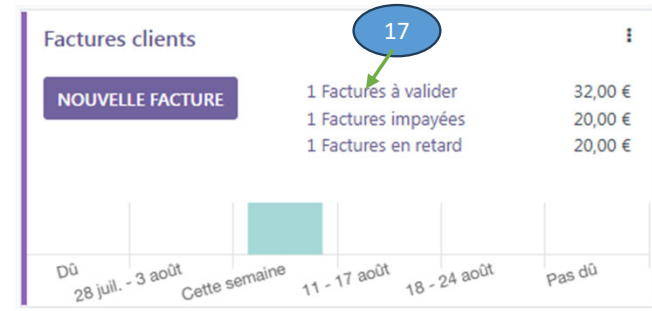 Factures clients
17
NOUVELLE FACTURE
1 Factures à valider 32,00 €
1 Factures impayées 20,00 €
1 Factures en retard 20,00 €
Dû
28 juil. - 3 août
Cette semaine
11 - 17 août
18 - 24 août
Pas dû